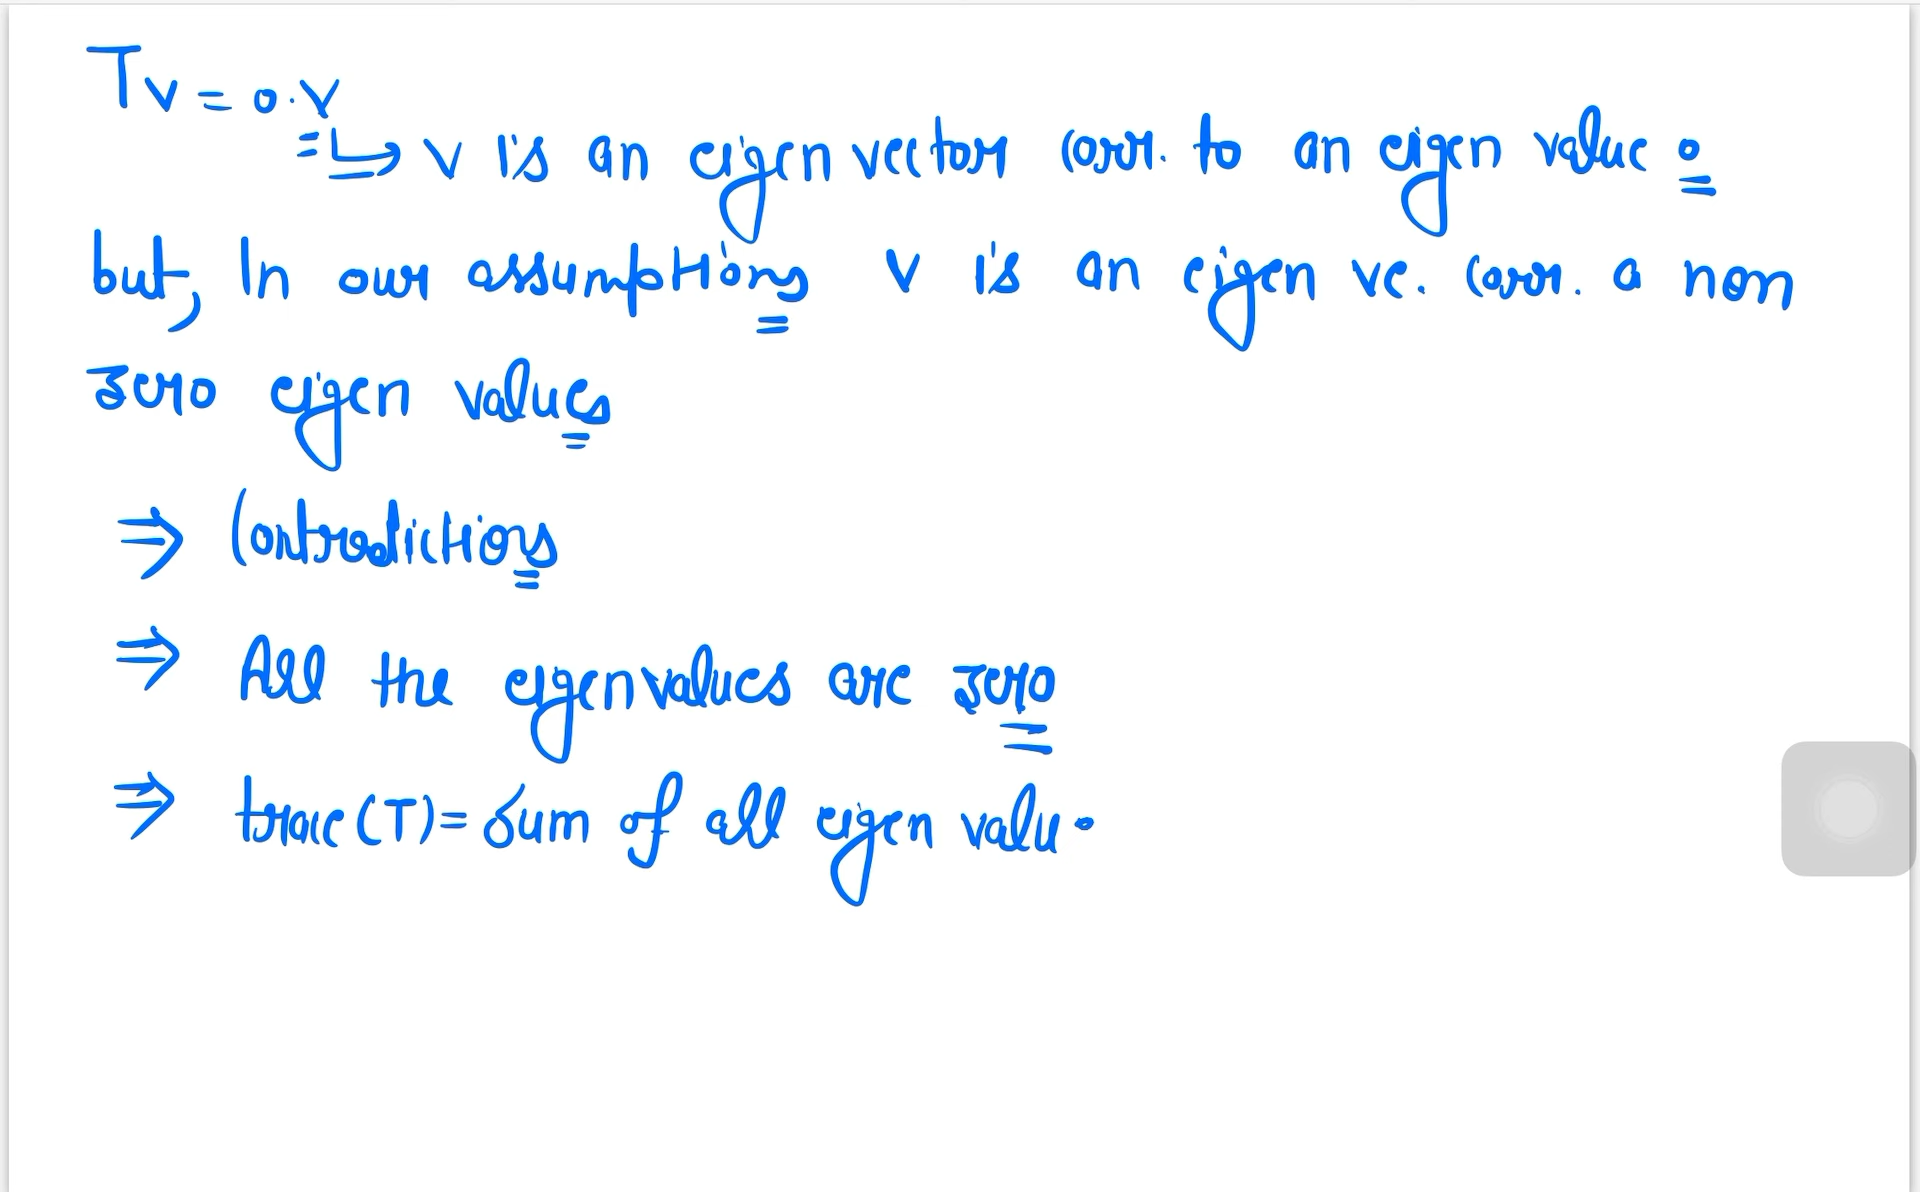 Tv = 0.v
↳ v is an eigen vector corr. to an eigen value 0
but, In our assumptions v is an eigen ve. corr. a non
zero eigen values
⇒ Contradictions
⇒ All the eigenvalues are zero
⇒ trace (T) = Sum of all eigen valu.